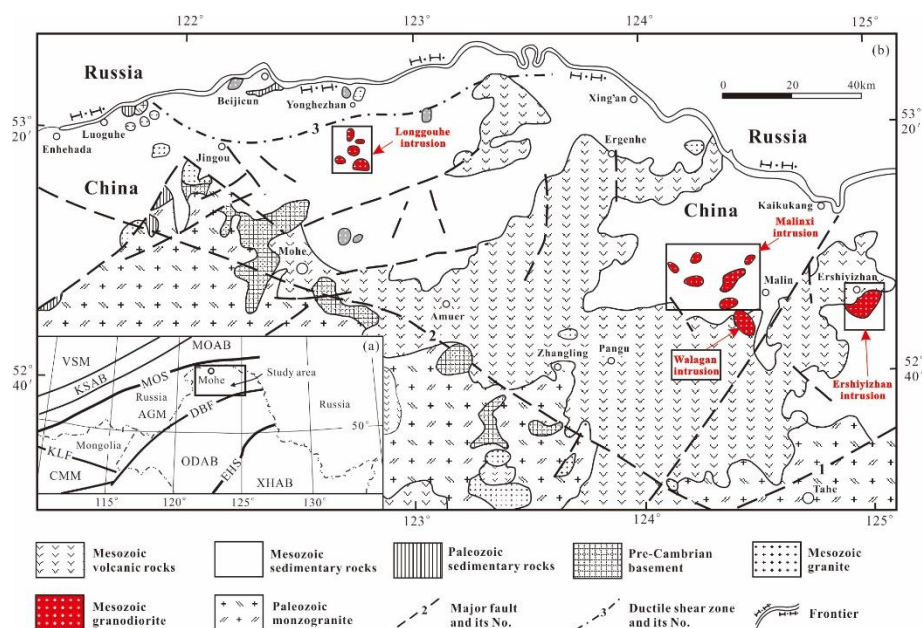 122°
123°
124°
125°
(b)
Russia
Beijicun
Yonghezhan
Xing'an
0 20 40km
53°
20'
Luoguhe
Enhehada
Jingou
3
Longgouhe
intrusion
Ergenhe
Russia
53°
20'
China
China
Kaikukang
Malinxi
intrusion
Mohe
Malin
Ershiyizhan
Amuer
2
Zhangling
Pangu
Walagan
intrusion
Ershiyizhan
intrusion
52°
40'
52°
40'
1
Tahe
(a)
MOAB
VSM
KSAB
MOS
Mohe
Study area
Russia
AGM
DBF
Russia
Mongolia
50°
KLF
ODAB
EHS
CMM
XHAB
115°
120°
125°
130°
123°
124°
125°
Mesozoic
volcanic rocks
Mesozoic
sedimentary rocks
Paleozoic
sedimentary rocks
Pre-Cambrian
basement
Mesozoic
granite
Mesozoic
granodiorite
Paleozoic
monzogranite
2
Major fault
and its No.
3
Ductile shear zone
and its No.
Frontier